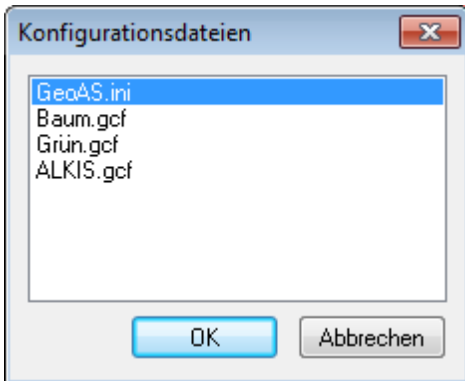 Konfigurationsdateien
GeoAS.ini
Baum.gcf
Grün.gcf
ALKIS.gcf
OK
Abbrechen